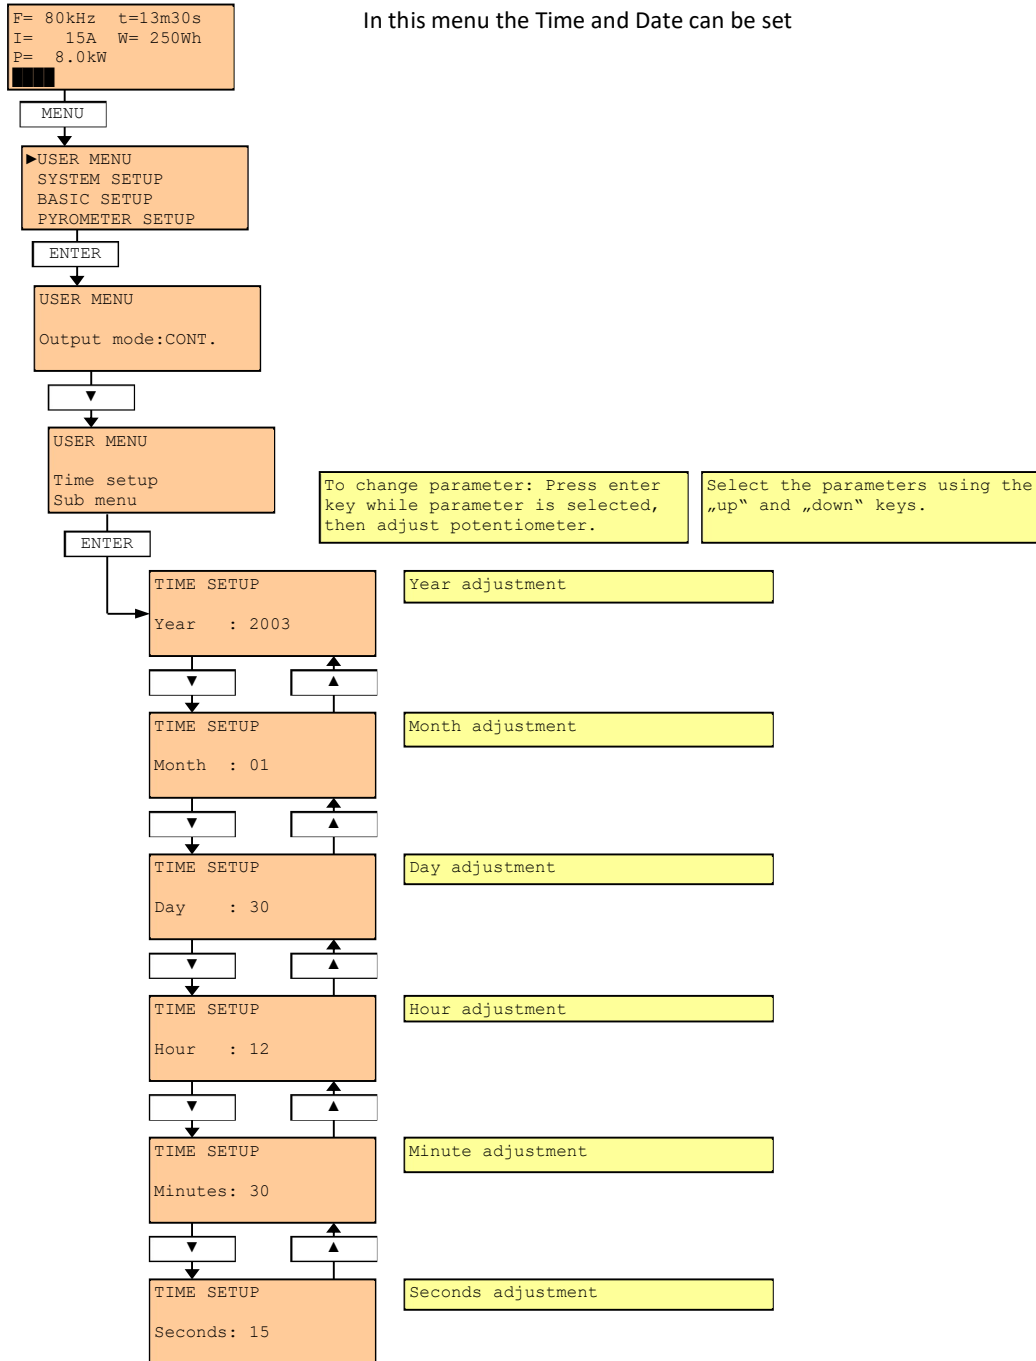 In this menu the Time and Date can be set
F= 80kHz t=13m30s
I= 15A W= 250Wh
P= 8.0kW
MENU
►USER MENU
SYSTEM SETUP
BASIC SETUP
PYROMETER SETUP
ENTER
USER MENU
Output mode:CONT.
▼
USER MENU
Time setup
Sub menu
To change parameter: Press enter
key while parameter is selected,
then adjust potentiometer.
Select the parameters using the
„up“ and „down“ keys.
ENTER
TIME SETUP
Year : 2003
Year adjustment
▼ ▲
TIME SETUP
Month : 01
Month adjustment
▼ ▲
TIME SETUP
Day : 30
Day adjustment
▼ ▲
TIME SETUP
Hour : 12
Hour adjustment
▼ ▲
TIME SETUP
Minutes: 30
Minute adjustment
▼ ▲
TIME SETUP
Seconds: 15
Seconds adjustment